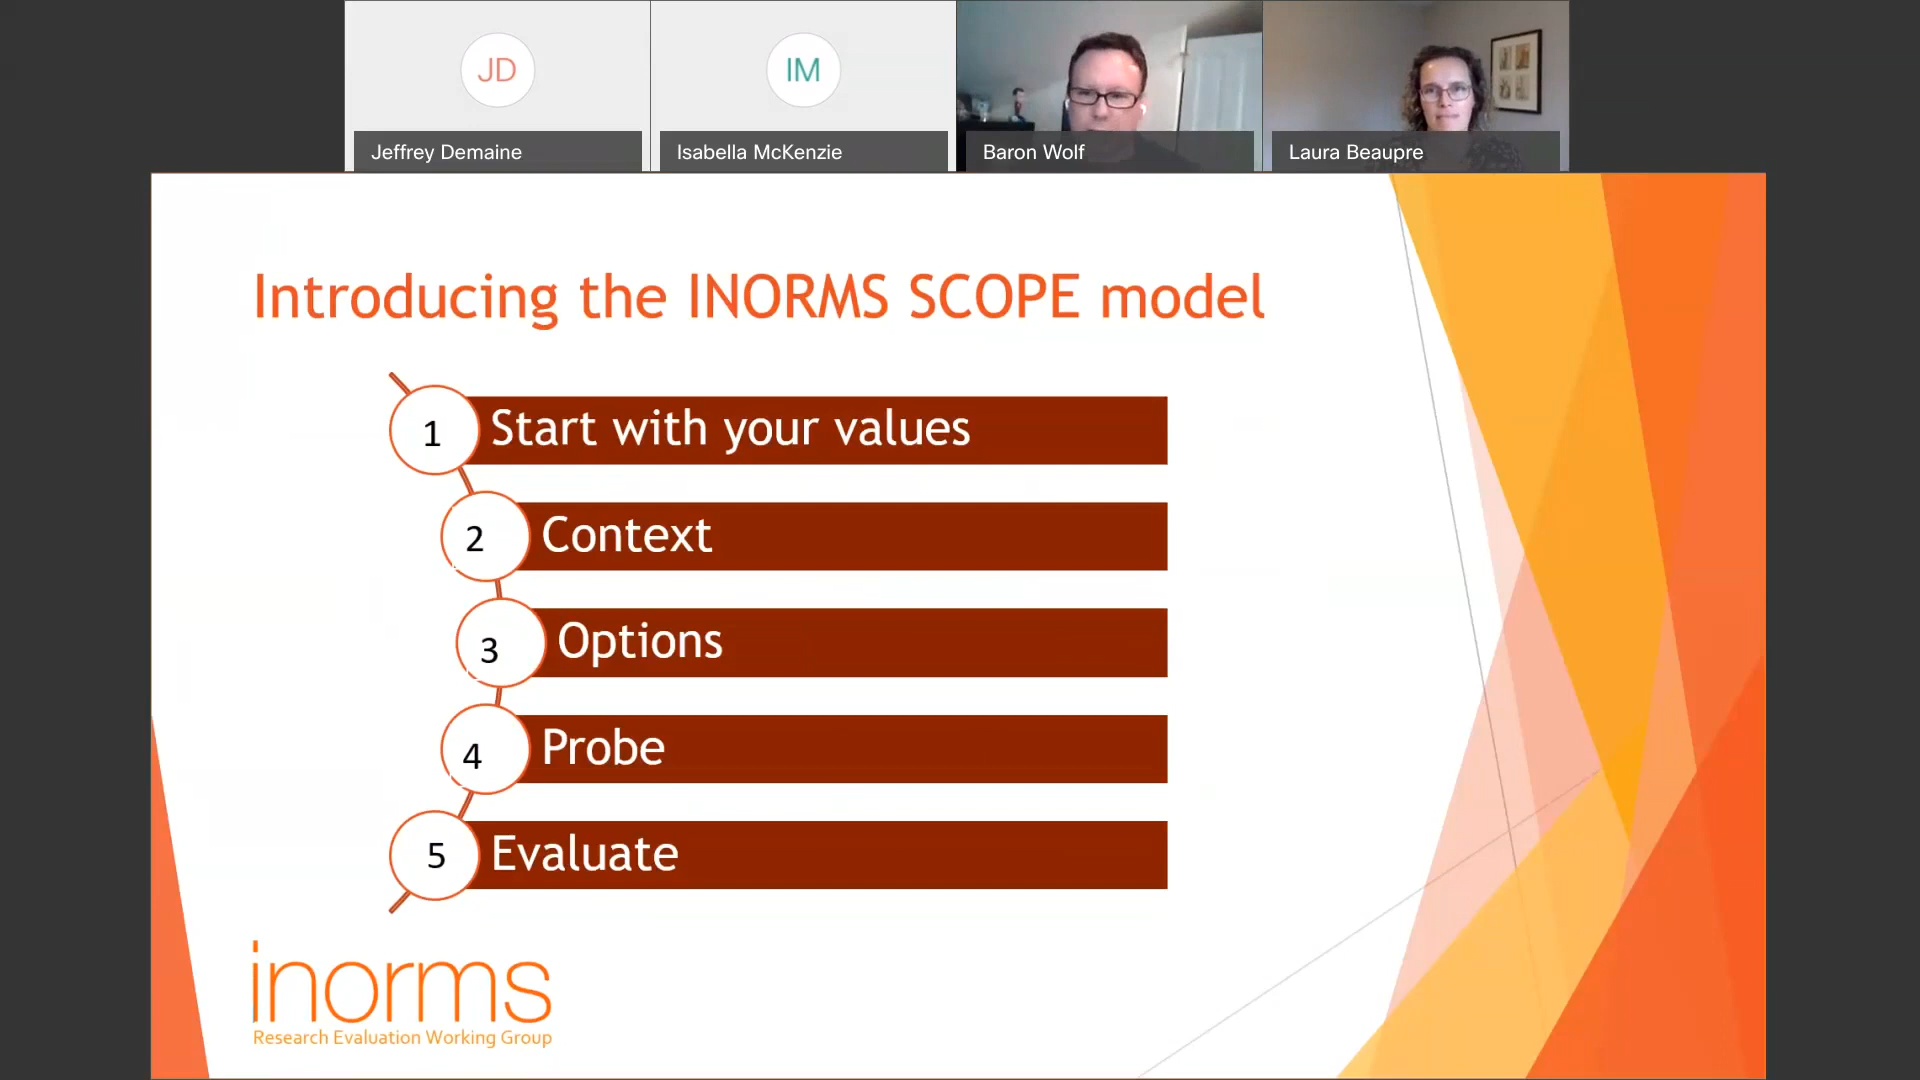 JD
IM
Jeffrey Demaine
Isabella McKenzie
Baron Wolf
Laura Beaupre
Introducing the INORMS SCOPE model
1 Start with your values
2 Context
3 Options
4 Probe
5 Evaluate
inorms
Research Evaluation Working Group